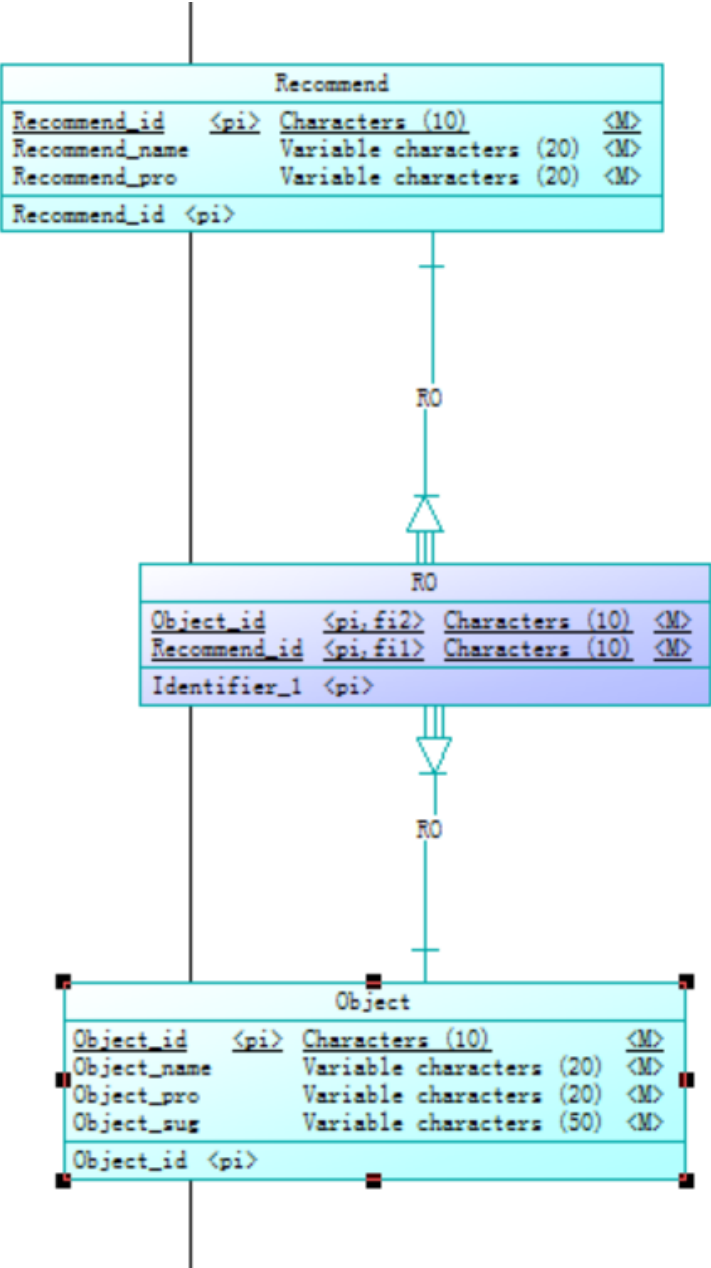 Recommend
Recommend_id <pi> Characters (10) <M>
Recommend_name Variable characters (20) <M>
Recommend_pro Variable characters (20) <M>
Recommend_id <pi>
RO
RO
Object_id <pi,fi2> Characters (10) <M>
Recommend_id <pi,fi1> Characters (10) <M>
Identifier_1 <pi>
RO
Object
Object_id <pi> Characters (10) <M>
Object_name Variable characters (20) <M>
Object_pro Variable characters (20) <M>
Object_sug Variable characters (50) <M>
Object_id <pi>